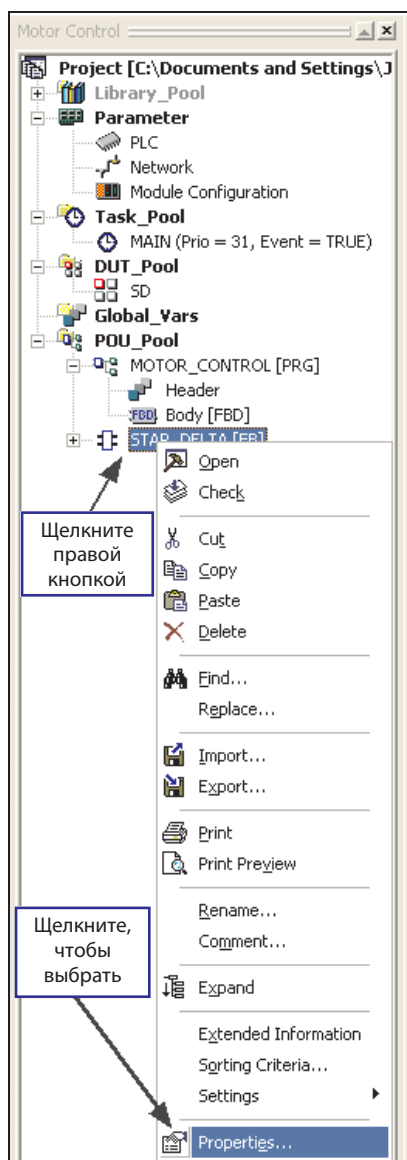 Motor Control
Project [C:\Documents and Settings\J
Library_Pool
Parameter
PLC
Network
Module Configuration
Task_Pool
MAIN (Prio = 31, Event = TRUE)
DUT_Pool
SD
Global_Vars
POU_Pool
MOTOR_CONTROL [PRG]
Header
FBD Body [FBD]
STAR_DELTA [FB]
Open
Check
Щелкните
правой
кнопкой
Cut
Copy
Paste
Delete
Find...
Replace...
Import...
Export...
Print
Print Preview
Rename...
Comment...
Щелкните,
чтобы
выбрать
Expand
Extended Information
Sorting Criteria...
Settings
Properties...